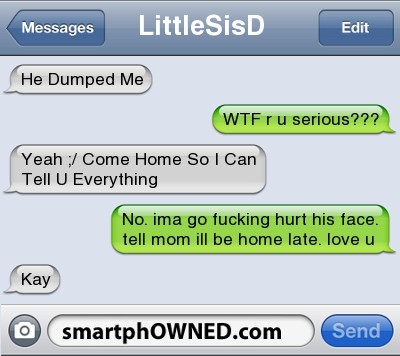 Messages
LittleSisD
Edit
He Dumped Me
WTF r u serious???
Yeah ;/ Come Home So I Can
Tell U Everything
No. ima go fucking hurt his face.
tell mom ill be home late. love u
Kay
smartphOWNED.com
Send